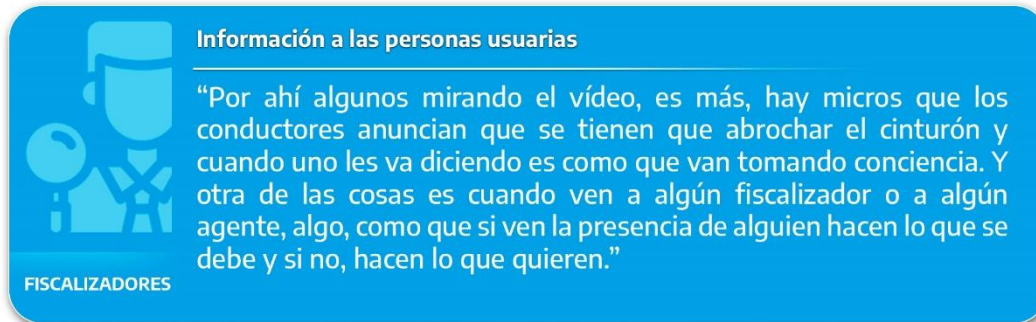 Información a las personas usuarias
“Por ahí algunos mirando el vídeo, es más, hay micros que los
conductores anuncian que se tienen que abrochar el cinturón y
cuando uno les va diciendo es como que van tomando conciencia. Y
otra de las cosas es cuando ven a algún fiscalizador o a algún
agente, algo, como que si ven la presencia de alguien hacen lo que se
debe y si no, hacen lo que quieren.”
FISCALIZADORES